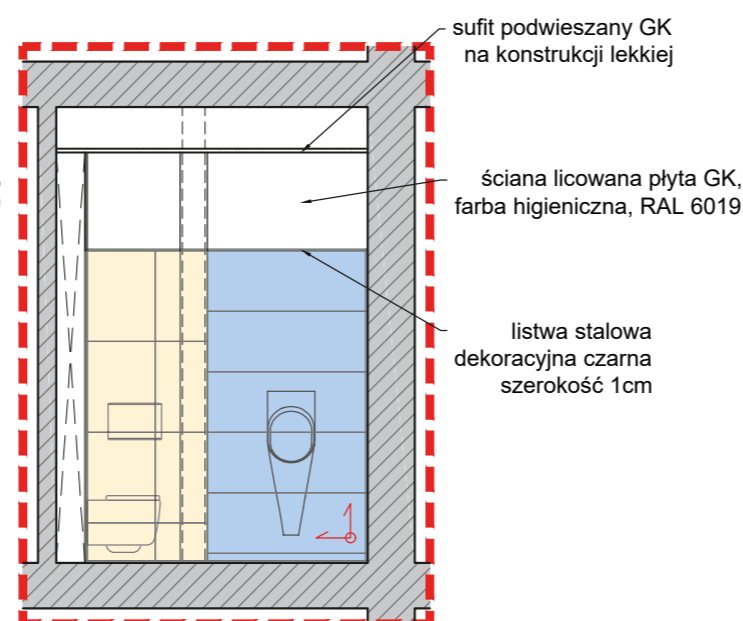 sufit podwieszany GK
na konstrukcji lekkiej
ściana licowana płyta GK,
farba higieniczna, RAL 6019
listwa stalowa
dekoracyjna czarna
szerokość 1cm